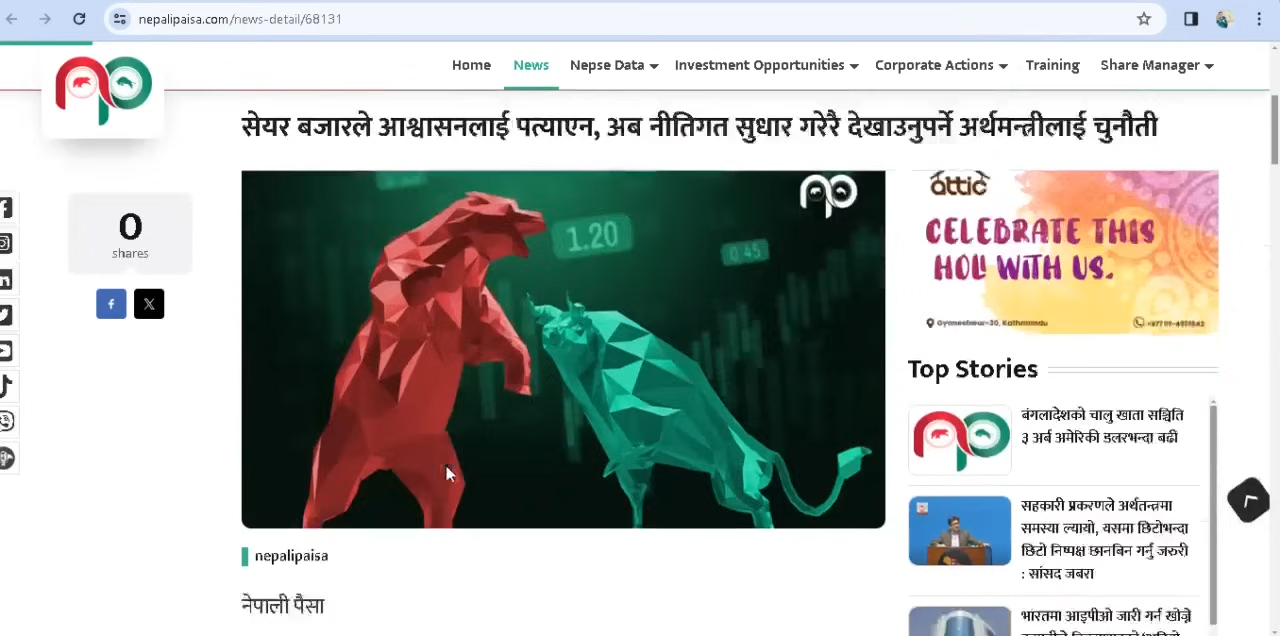 nepalipaisa.com/news-detail/68131
Home News Nepse Data Investment Opportunities Corporate Actions Training Share Manager
सेयर बजारले आश्वासनलाई पत्याएन, अब नीतिगत सुधार गरेरै देखाउनुपर्ने अर्थमन्त्रीलाई चुनौती
0
shares
1.20
0.45
attic
CELEBRATE THIS
HOLI WITH US.
Gyaneshwor-30, Kathmandu
nepalipaisa
नेपाली पैसा
Top Stories
बंगलादेशको चालु खाता सञ्चिति
३ अर्ब अमेरिकी डलरभन्दा बढी
सहकारी प्रकरणले अर्थतन्त्रमा
समस्या ल्यायो, यसमा छिटोभन्दा
छिटो निष्पक्ष छानबिन गर्नु जरुरी
: सांसद जबरा
भारतमा आइपीओ जारी गर्न खोज्ने